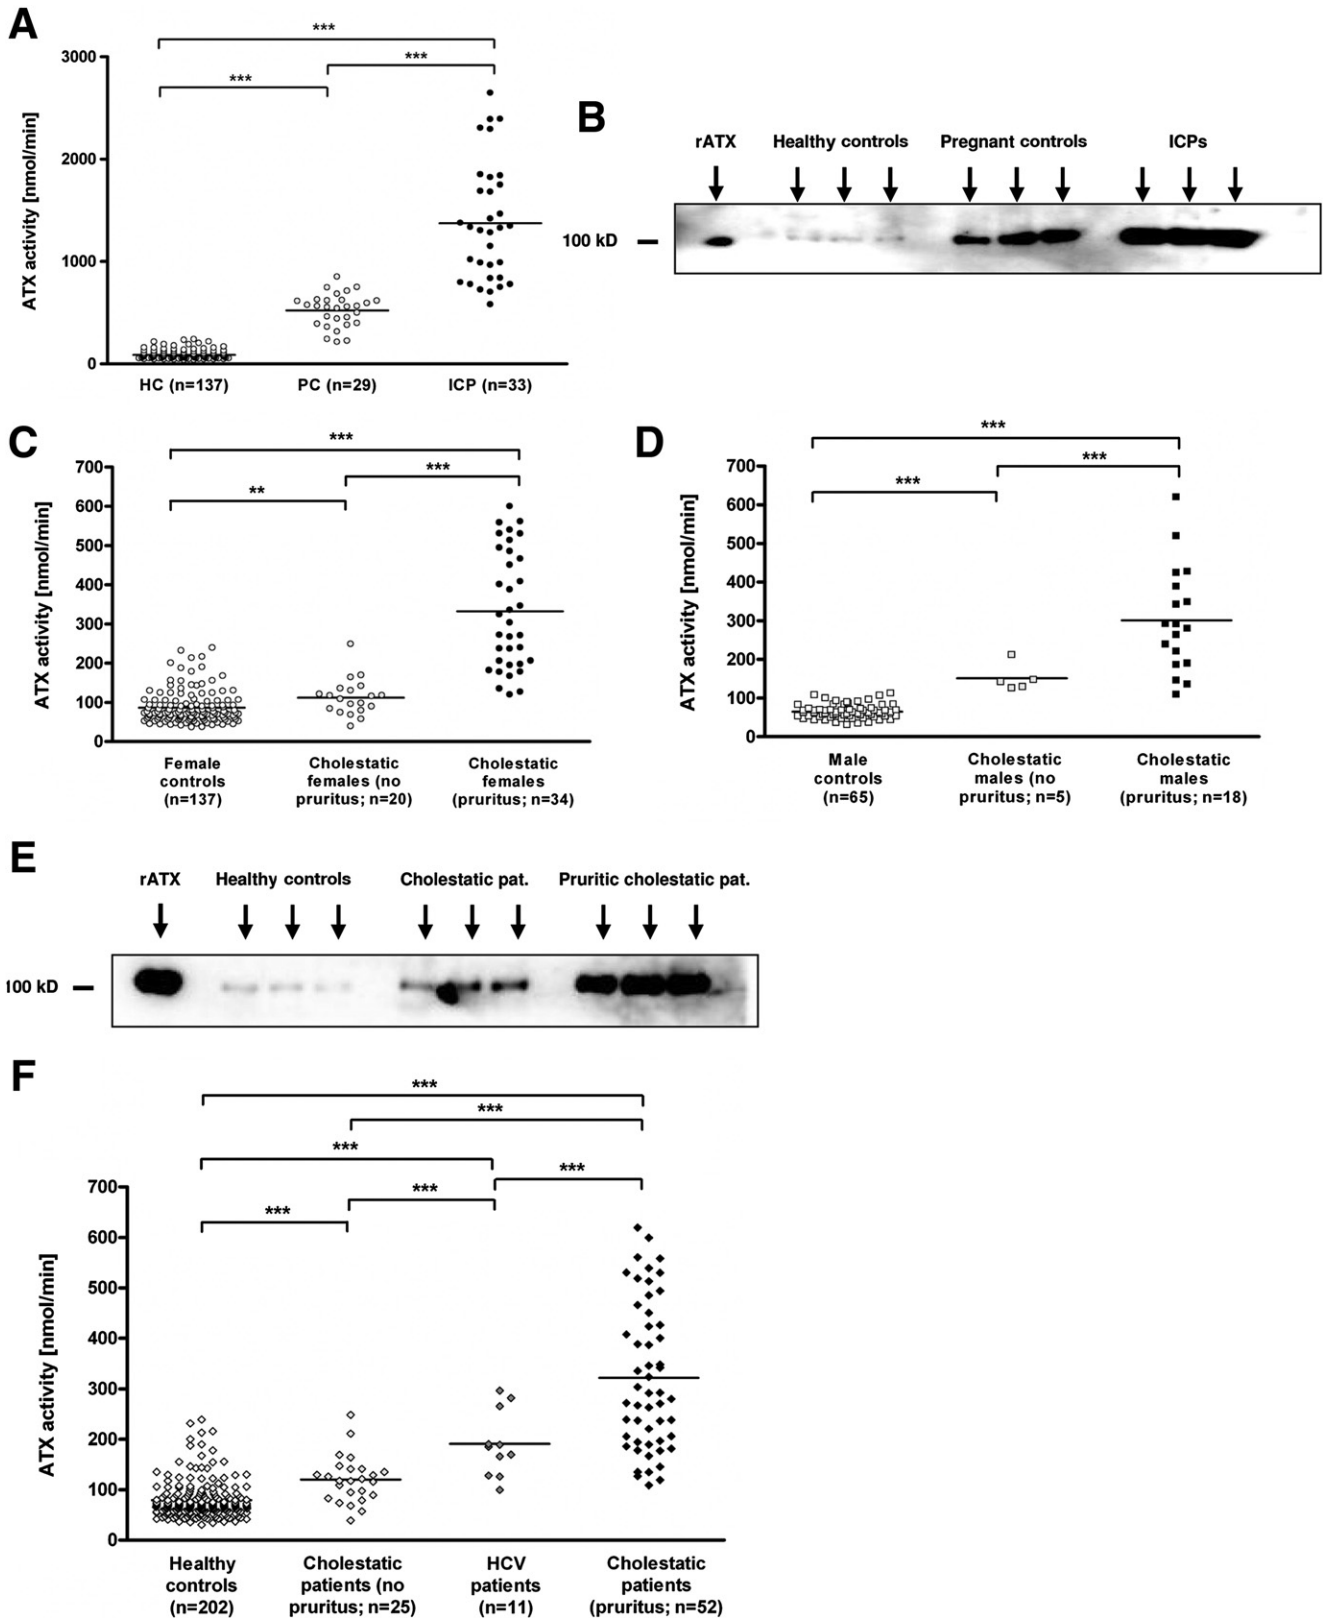 A
***
***
***
3000
2000
1000
0
ATX activity [nmol/min]
HC (n=137)
PC (n=29)
ICP (n=33)
B
rATX
Healthy controls
Pregnant controls
ICPs
100 kD
C
***
***
**
700
600
500
400
300
200
100
0
ATX activity [nmol/min]
Female
controls
(n=137)
Cholestatic
females (no
pruritus; n=20)
Cholestatic
females
(pruritus; n=34)
D
***
***
***
700
600
500
400
300
200
100
0
ATX activity [nmol/min]
Male
controls
(n=65)
Cholestatic
males (no
pruritus; n=5)
Cholestatic
males
(pruritus; n=18)
E
rATX
Healthy controls
Cholestatic pat.
Pruritic cholestatic pat.
100 kD
F
***
***
***
***
***
***
700
600
500
400
300
200
100
0
ATX activity [nmol/min]
Healthy
controls
(n=202)
Cholestatic
patients (no
pruritus; n=25)
HCV
patients
(n=11)
Cholestatic
patients
(pruritus; n=52)